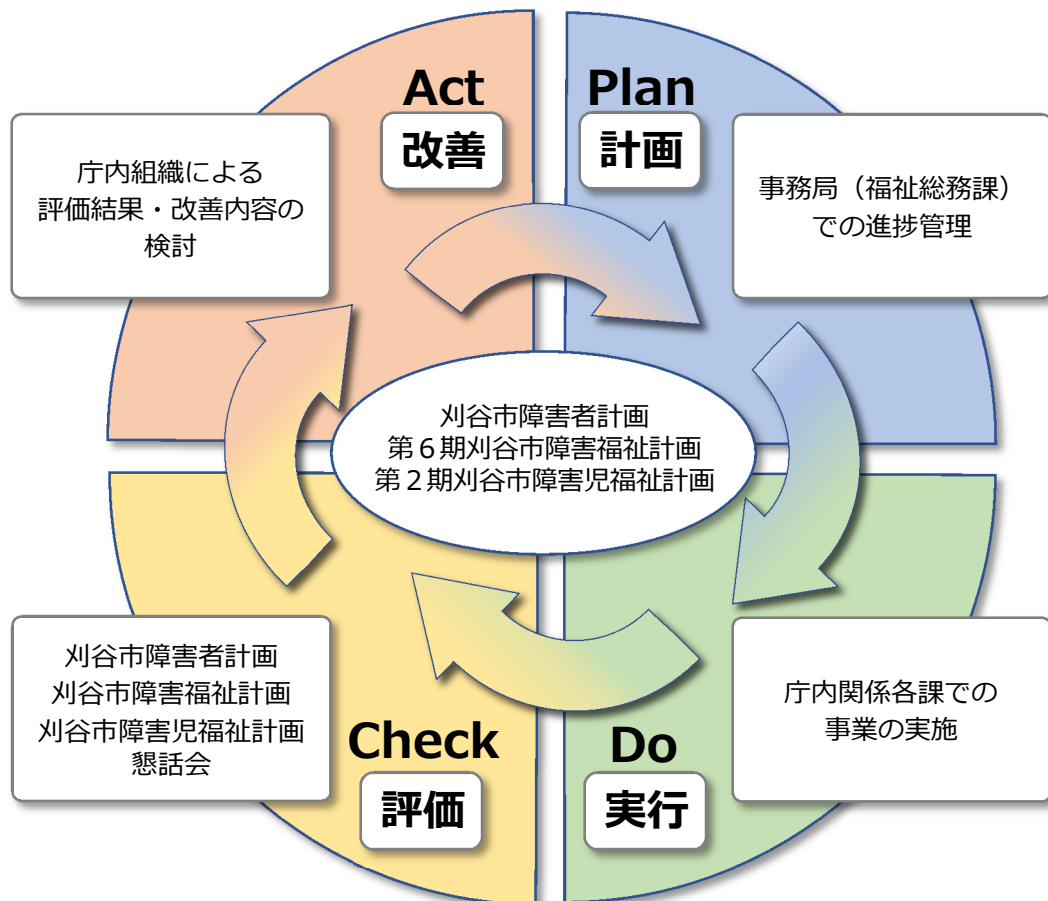 Act
改善
庁内組織による
評価結果・改善内容の
検討
Plan
計画
事務局（福祉総務課）
での進捗管理
刈谷市障害者計画
第６期刈谷市障害福祉計画
第２期刈谷市障害児福祉計画
刈谷市障害者計画
刈谷市障害福祉計画
刈谷市障害児福祉計画
懇話会
Check
評価
Do
実行
庁内関係各課での
事業の実施